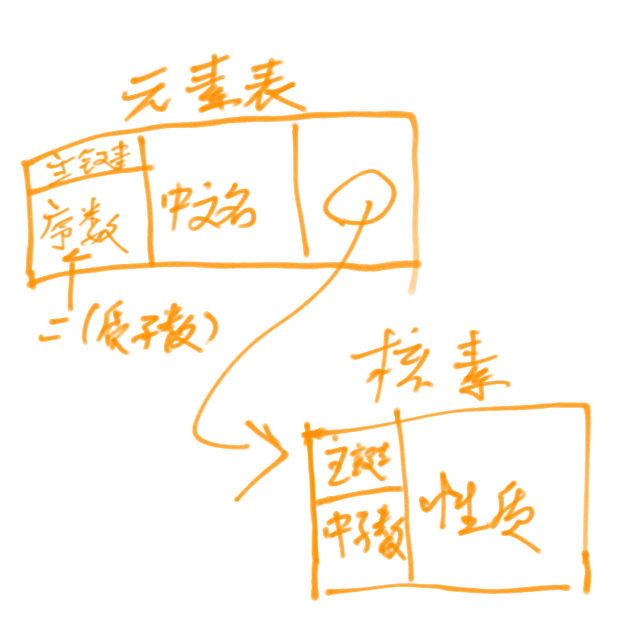 元素表
主键
序数
中文名
=(质子数)
核素
主键
中子数
性质